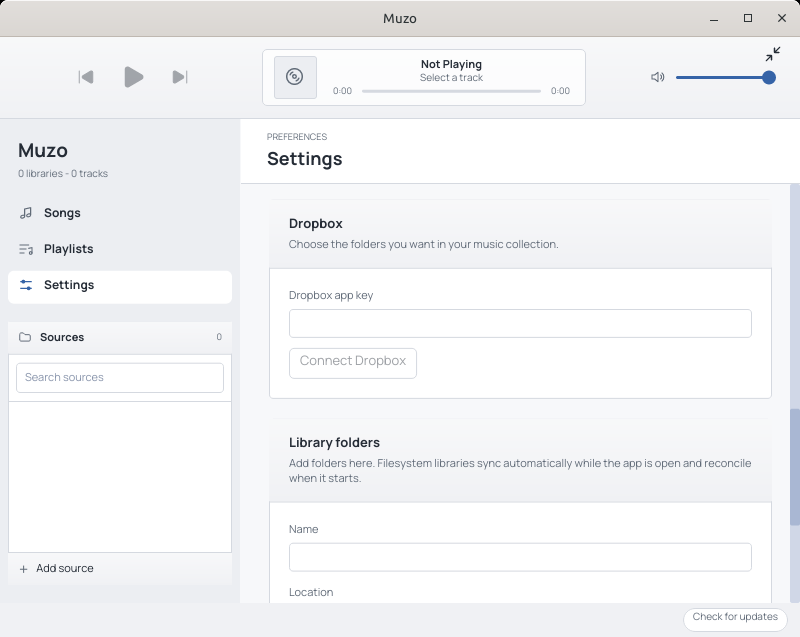 Muzo
Not Playing
Select a track
0:00
0:00
Muzo
0 libraries - 0 tracks
Songs
Playlists
Settings
Sources
0
Search sources
Add source
PREFERENCES
Settings
Dropbox
Choose the folders you want in your music collection.
Dropbox app key
Connect Dropbox
Library folders
Add folders here. Filesystem libraries sync automatically while the app is open and reconcile
when it starts.
Name
Location
Check for updates